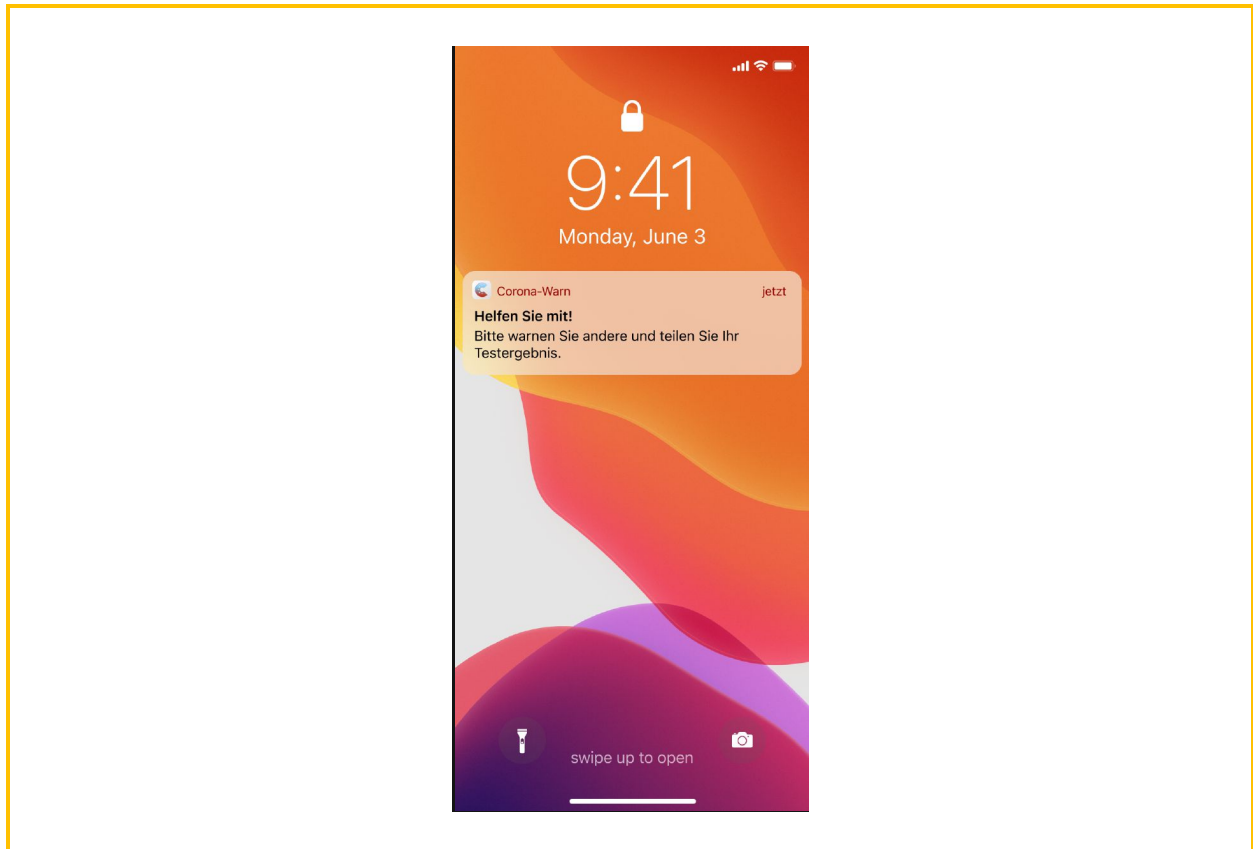 9:41
Monday, June 3
Corona-Warn jetzt
Helfen Sie mit!
Bitte warnen Sie andere und teilen Sie Ihr
Testergebnis.
swipe up to open